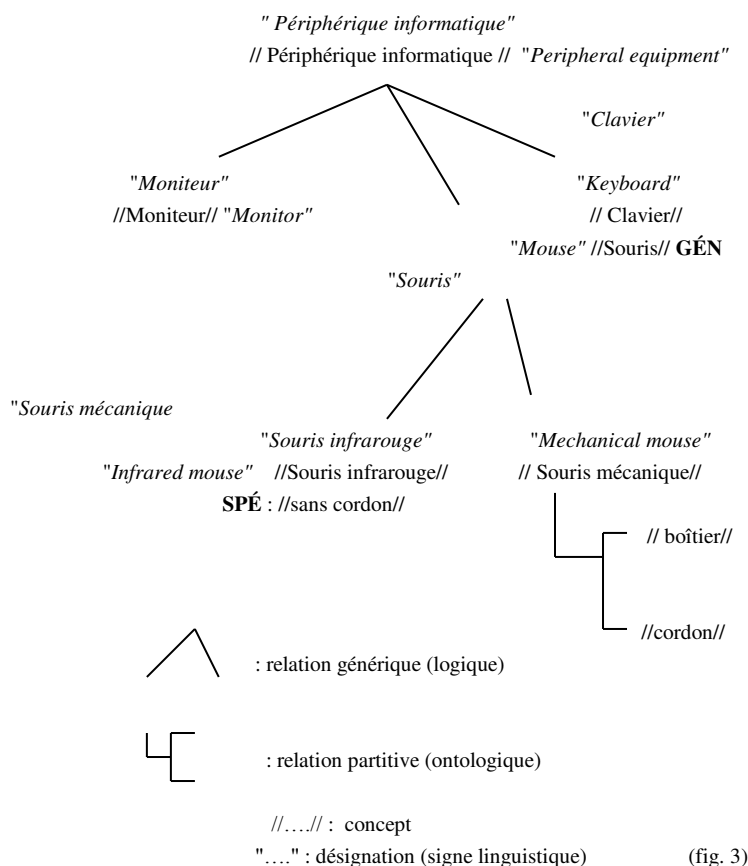 " Périphérique informatique"
// Périphérique informatique // "Peripheral equipment"
"Clavier"
"Moniteur" "Keyboard"
//Moniteur// "Monitor" // Clavier//
"Mouse" //Souris// GÉN
"Souris"
"Souris mécanique
"Souris infrarouge" "Mechanical mouse"
"Infrared mouse" //Souris infrarouge// // Souris mécanique//
SPÉ : //sans cordon//
// boîtier//
//cordon//
: relation générique (logique)
: relation partitive (ontologique)
//….// : concept
"…." : désignation (signe linguistique) (fig. 3)